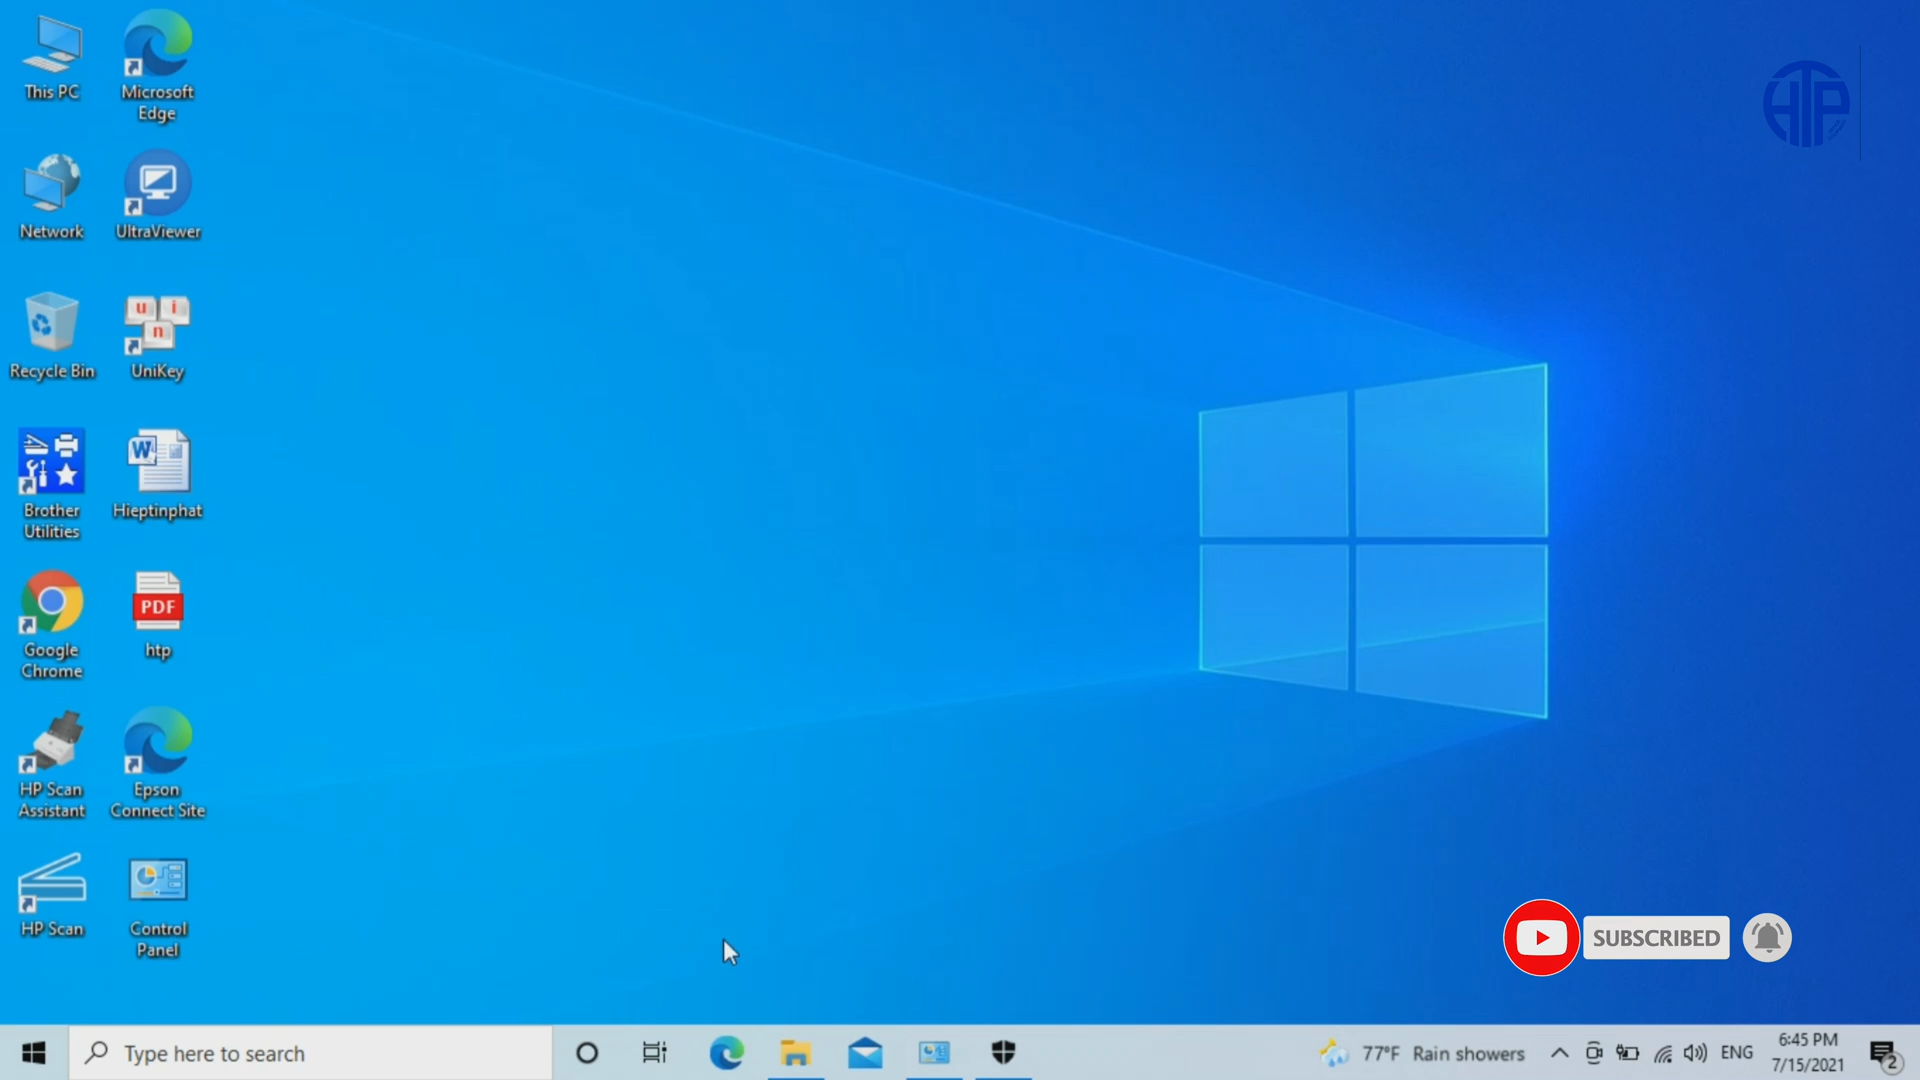 This PC
Microsoft
Edge
HTP
Network
UltraViewer
u i
n
Recycle Bin
UniKey
W
Brother
Utilities
Hieptinphat
PDF
Google
Chrome
htp
HP Scan
Assistant
Epson
Connect Site
HP Scan
Control
Panel
SUBSCRIBED
Type here to search
77°F Rain showers
ENG
6:45 PM
7/15/2021
2